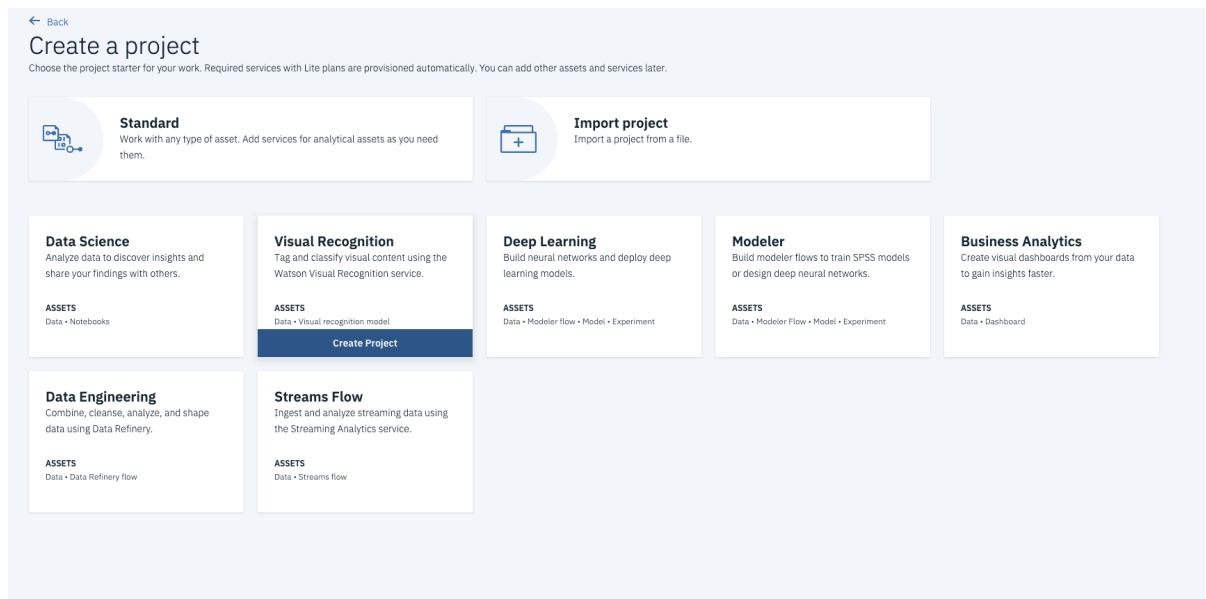 ← Back
Create a project
Choose the project starter for your work. Required services with Lite plans are provisioned automatically. You can add other assets and services later.
Standard
Work with any type of asset. Add services for analytical assets as you need
them.
Import project
Import a project from a file.
Data Science
Analyze data to discover insights and
share your findings with others.
ASSETS
Data • Notebooks
Visual Recognition
Tag and classify visual content using the
Watson Visual Recognition service.
ASSETS
Data • Visual recognition model
Create Project
Deep Learning
Build neural networks and deploy deep
learning models.
ASSETS
Data • Modeler flow • Model • Experiment
Modeler
Build modeler flows to train SPSS models
or design deep neural networks.
ASSETS
Data • Modeler Flow • Model • Experiment
Business Analytics
Create visual dashboards from your data
to gain insights faster.
ASSETS
Data • Dashboard
Data Engineering
Combine, cleanse, analyze, and shape
data using Data Refinery.
ASSETS
Data • Data Refinery flow
Streams Flow
Ingest and analyze streaming data using
the Streaming Analytics service.
ASSETS
Data • Streams flow